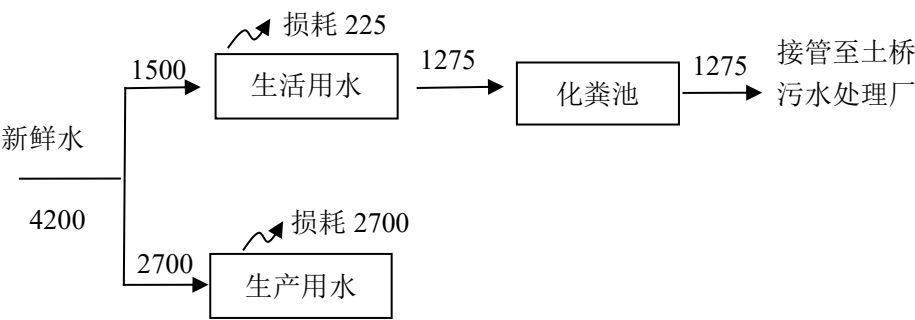 损耗 225
1500
生活用水
1275
化粪池
1275
接管至土桥
污水处理厂
新鲜水
4200
损耗 2700
2700
生产用水